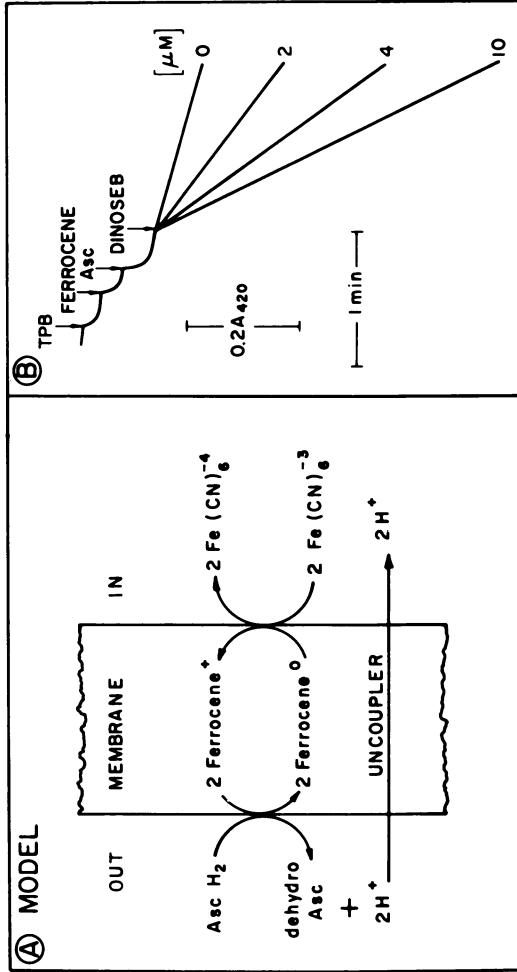 Ⓐ MODEL
OUT MEMBRANE IN
Asc H₂ 2 Ferrocene⁺ 2 Fe (CN)₆⁻⁴
dehydro
Asc 2 Ferrocene⁰ 2 Fe (CN)₆⁻³
+
2H⁺ UNCOUPLER 2H⁺
Ⓑ
TPB
FERROCENE
Asc
DINOSEB
[μM]
0
2
4
10
0.2A₄₂₀
1 min